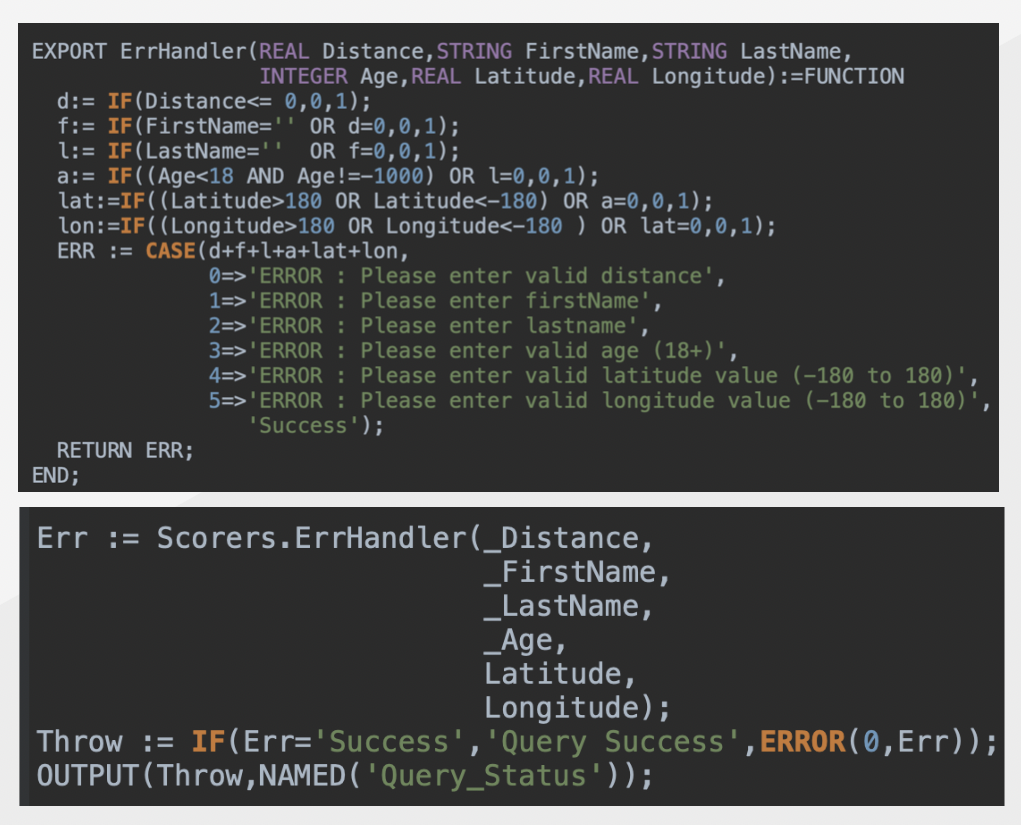 EXPORT ErrHandler(REAL Distance,STRING FirstName,STRING LastName,
INTEGER Age,REAL Latitude,REAL Longitude):=FUNCTION
d:= IF(Distance<= 0,0,1);
f:= IF(FirstName='' OR d=0,0,1);
l:= IF(LastName=''  OR f=0,0,1);
a:= IF((Age<18 AND Age!=-1000) OR l=0,0,1);
lat:=IF((Latitude>180 OR Latitude<-180) OR a=0,0,1);
lon:=IF((Longitude>180 OR Longitude<-180 ) OR lat=0,0,1);
ERR := CASE(d+f+l+a+lat+lon,
0=>'ERROR : Please enter valid distance',
1=>'ERROR : Please enter firstName',
2=>'ERROR : Please enter lastname',
3=>'ERROR : Please enter valid age (18+)',
4=>'ERROR : Please enter valid latitude value (-180 to 180)',
5=>'ERROR : Please enter valid longitude value (-180 to 180)',
'Success');
RETURN ERR;
END;
Err := Scorers.ErrHandler(_Distance,
_FirstName,
_LastName,
_Age,
Latitude,
Longitude);
Throw := IF(Err='Success','Query Success',ERROR(0,Err));
OUTPUT(Throw,NAMED('Query_Status'));